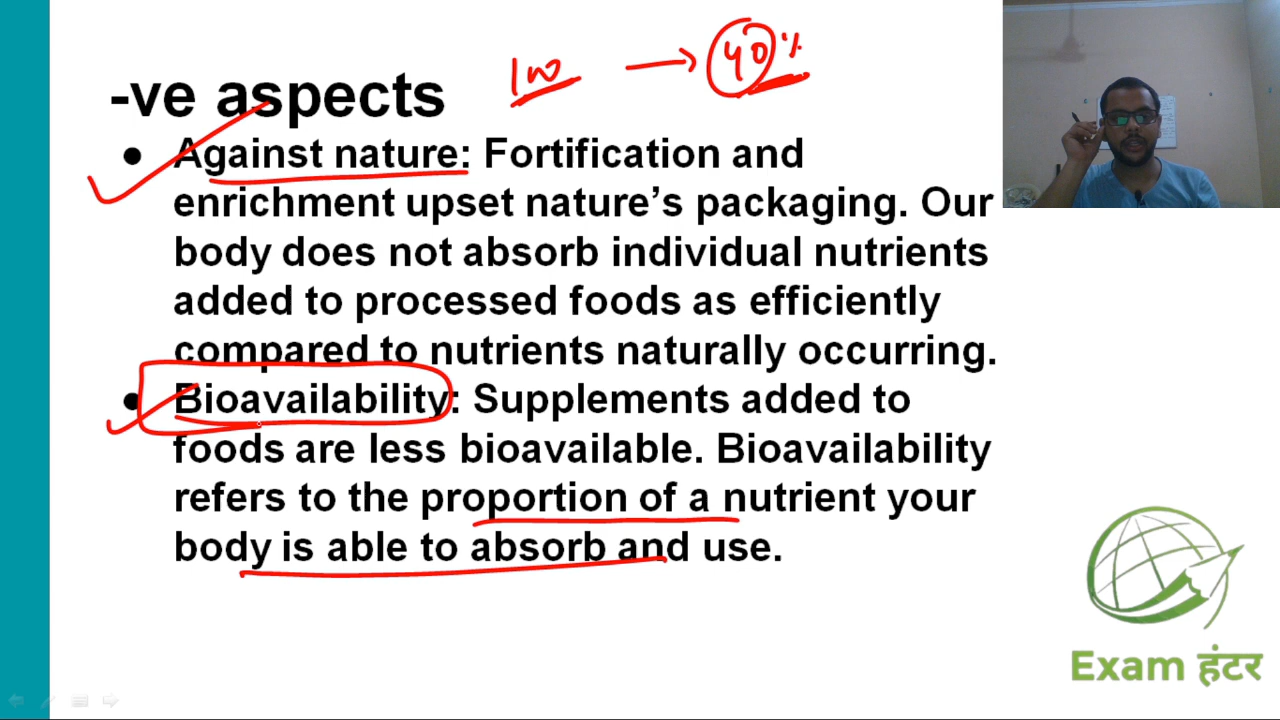 100 → 40%
-ve aspects
● Against nature: Fortification and
enrichment upset nature’s packaging. Our
body does not absorb individual nutrients
added to processed foods as efficiently
compared to nutrients naturally occurring.
● Bioavailability: Supplements added to
foods are less bioavailable. Bioavailability
refers to the proportion of a nutrient your
body is able to absorb and use.
Exam हंटर